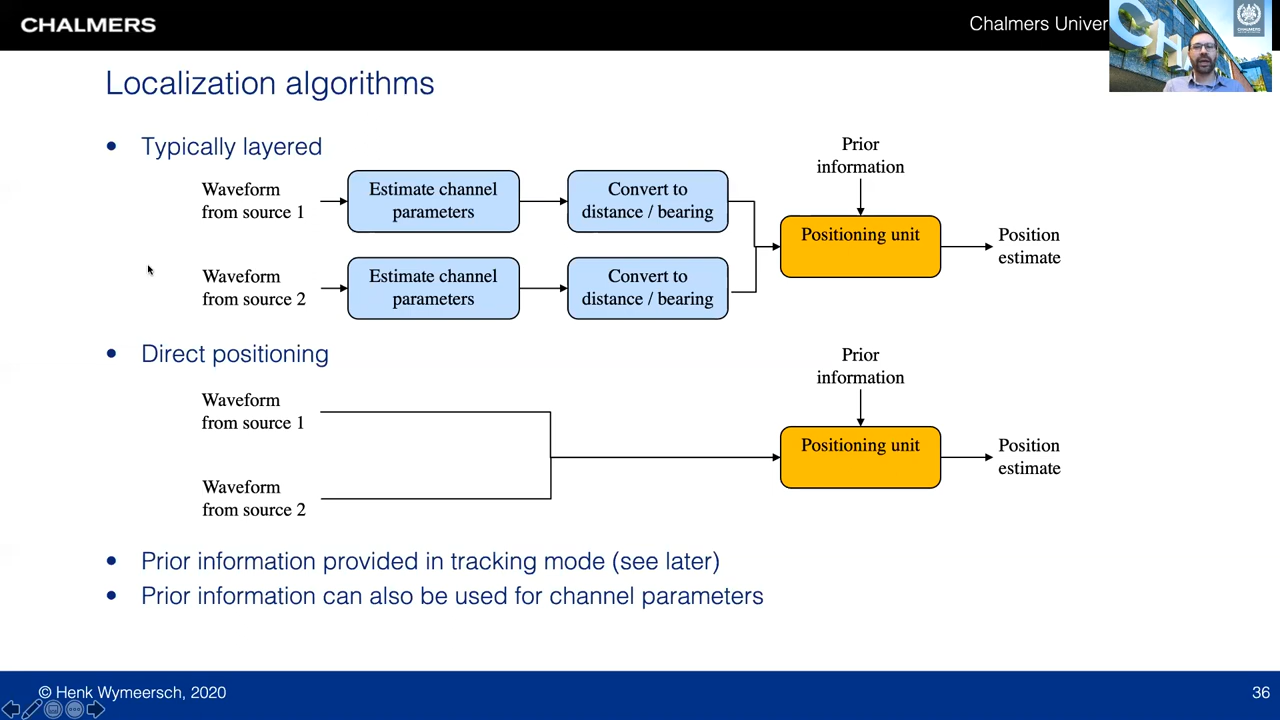 CHALMERS
Chalmers Univer
Localization algorithms
• Typically layered
Prior
information
Waveform
from source 1
Estimate channel
parameters
Convert to
distance / bearing
Positioning unit
Position
estimate
Waveform
from source 2
Estimate channel
parameters
Convert to
distance / bearing
• Direct positioning
Prior
information
Waveform
from source 1
Positioning unit
Position
estimate
Waveform
from source 2
• Prior information provided in tracking mode (see later)
• Prior information can also be used for channel parameters
© Henk Wymeersch, 2020
36